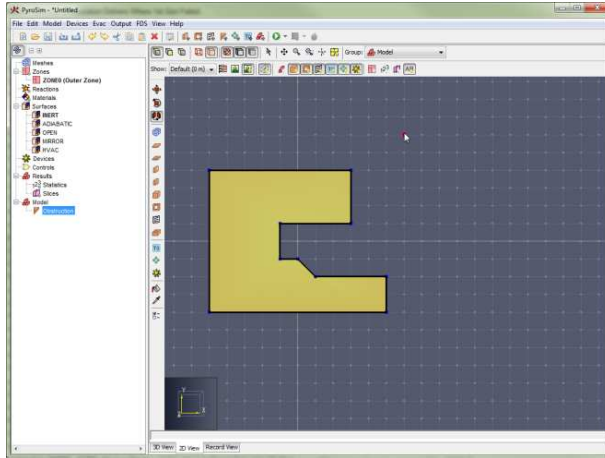 PyroSim - "Untitled
File Edit Model Devices Evac Output FDS View Help
Group: Model
Show: Default (0 m)
Meshes
Zones
ZONE0 (Outer Zone)
Reactions
Materials
Surfaces
INERT
ADIABATIC
OPEN
MIRROR
HVAC
Devices
Controls
Results
Statistics
Slices
Model
Obstruction
Y
X
Z
3D View 2D View Record View